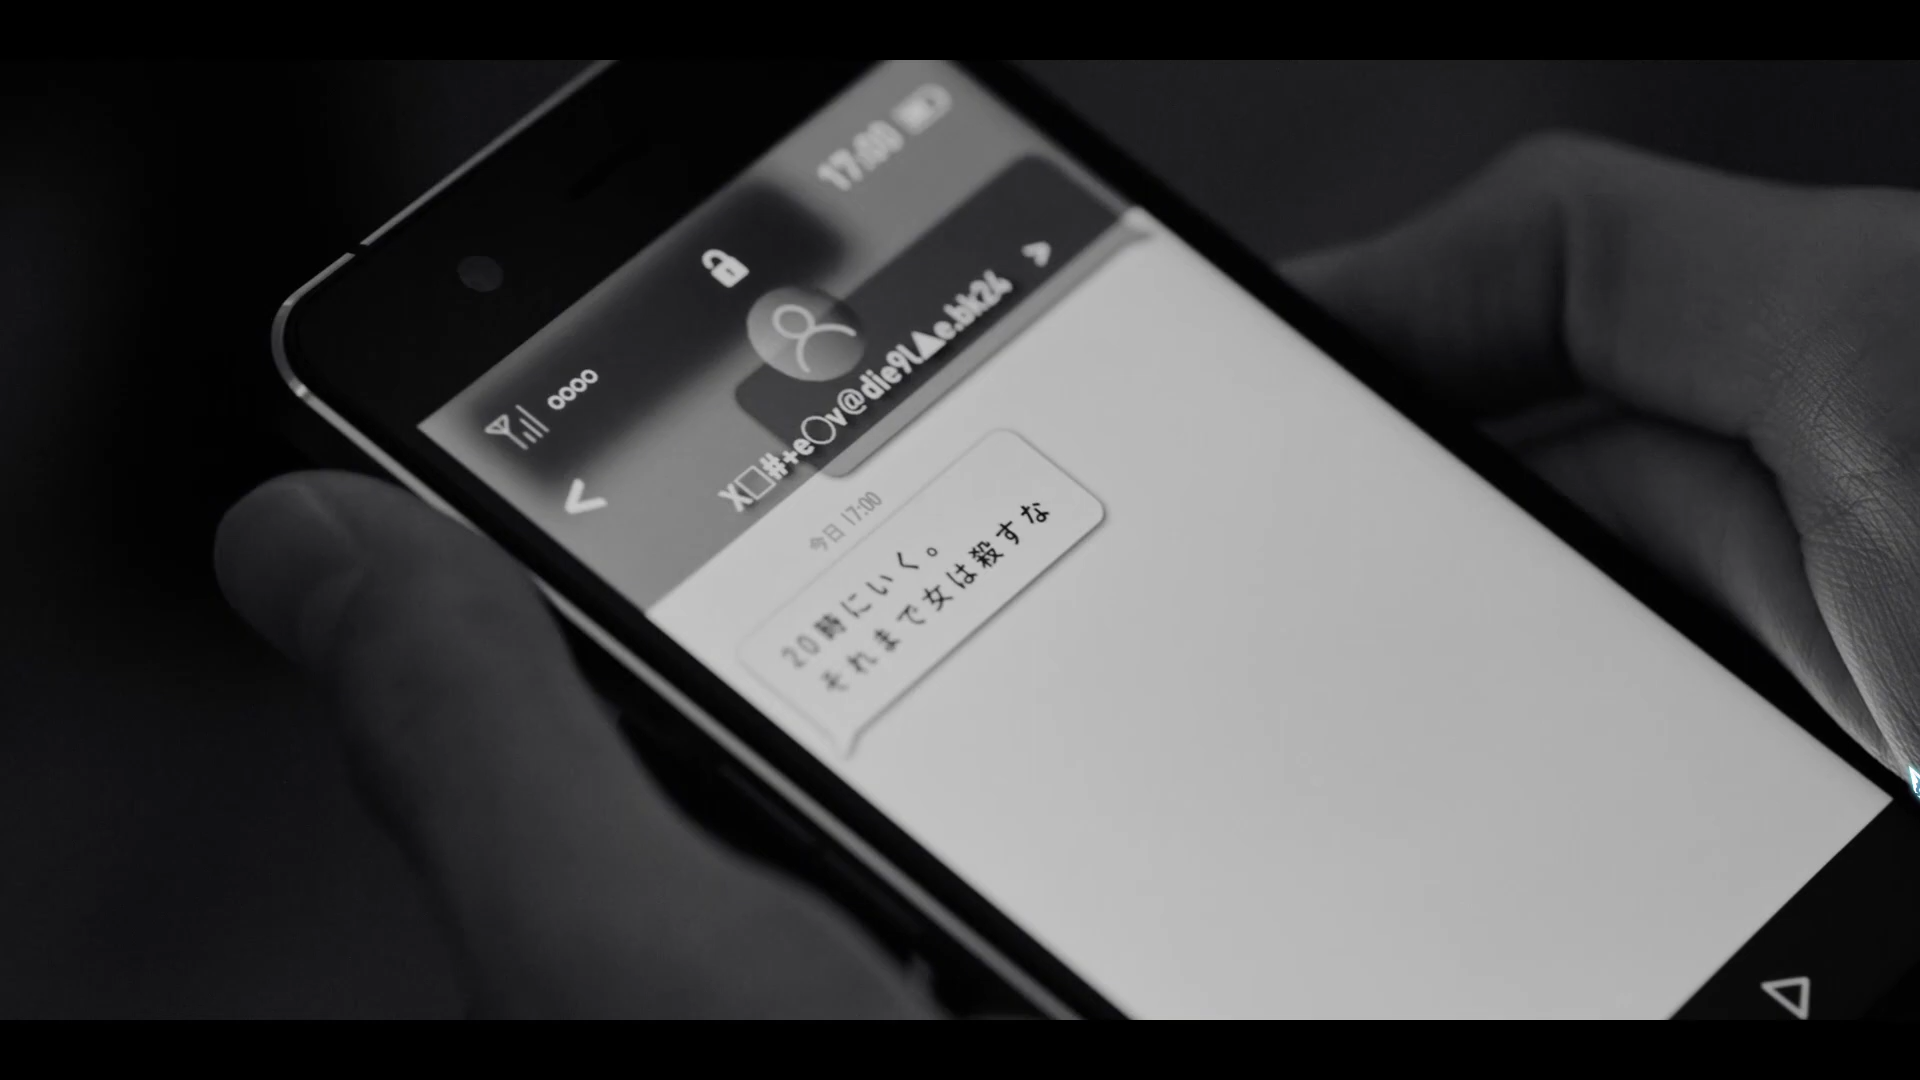 17:00
oooo
X□#+e○v@die9l▲e.bk24
今日 17:00
20時にいく。
それまで女は殺すな